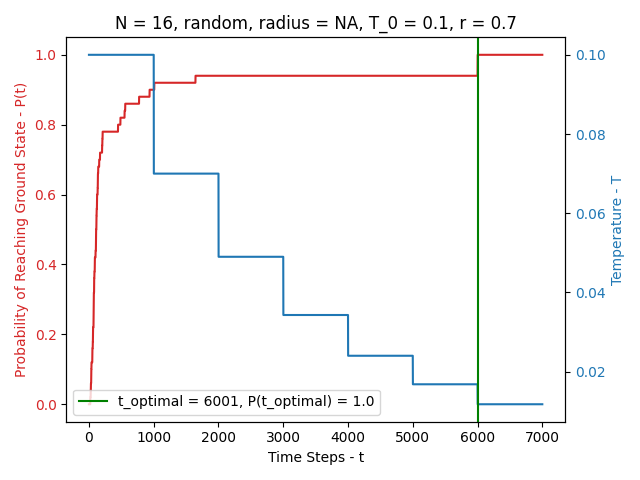 N = 16, random, radius = NA, T_0 = 0.1, r = 0.7
Probability of Reaching Ground State - P(t)
1.0
0.8
0.6
0.4
0.2
0.0
0.10
0.08
0.06
0.04
0.02
Temperature - T
t_optimal = 6001, P(t_optimal) = 1.0
0 1000 2000 3000 4000 5000 6000 7000
Time Steps - t